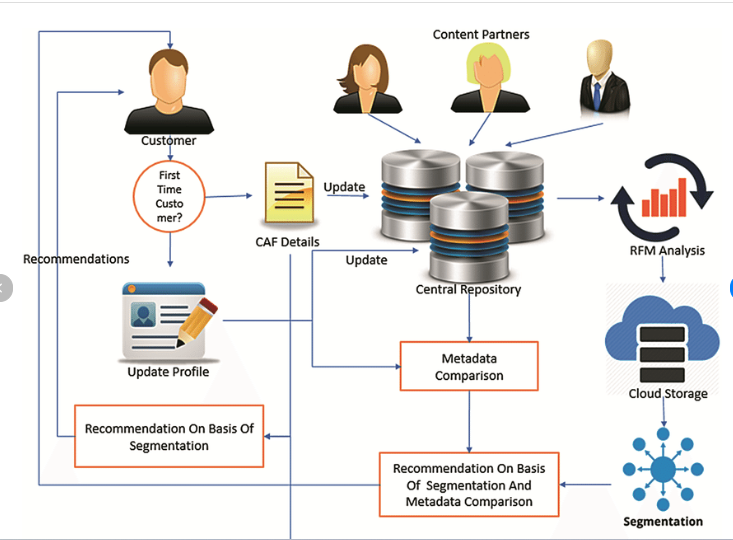 Content Partners
Customer
First
Time
Custo
mer?
Update
CAF Details
RFM Analysis
Recommendations
Update
Central Repository
Update Profile
Metadata
Comparison
Cloud Storage
Recommendation On Basis Of
Segmentation
Recommendation On Basis
Of Segmentation And
Metadata Comparison
Segmentation